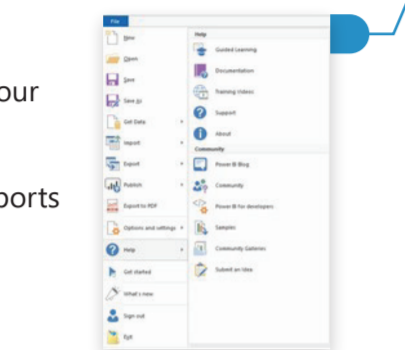 our
ports
File
New
Open
Save
Save As
Get Data
Import
Export
Publish
Export to PDF
Options and settings
Help
Get started
What's new
Sign out
Exit
Help
Guided Learning
Documentation
Training Videos
Support
About
Community
Power BI Blog
Community
Power BI for developers
Samples
Community Galleries
Submit an Idea